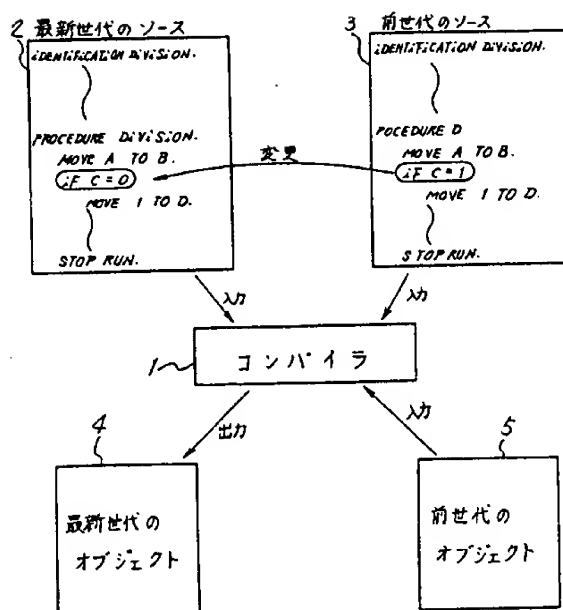 2 最新世代のソース
iDENTiFiCATiON DiViSiON.
PROCEDURE DiViSiON.
MOVE A TO B.
iF C=0
MOVE 1 TO D.
STOP RUN.
3 前世代のソース
iDENTiFiCATiON DiViSiON.
POCEDURE D
MOVE A TO B.
iF C=1
MOVE 1 TO D.
STOP RUN.
変更
入力
入力
1
コンパイラ
出力
入力
4
最新世代の
オブジェクト
5
前世代の
オブジェクト